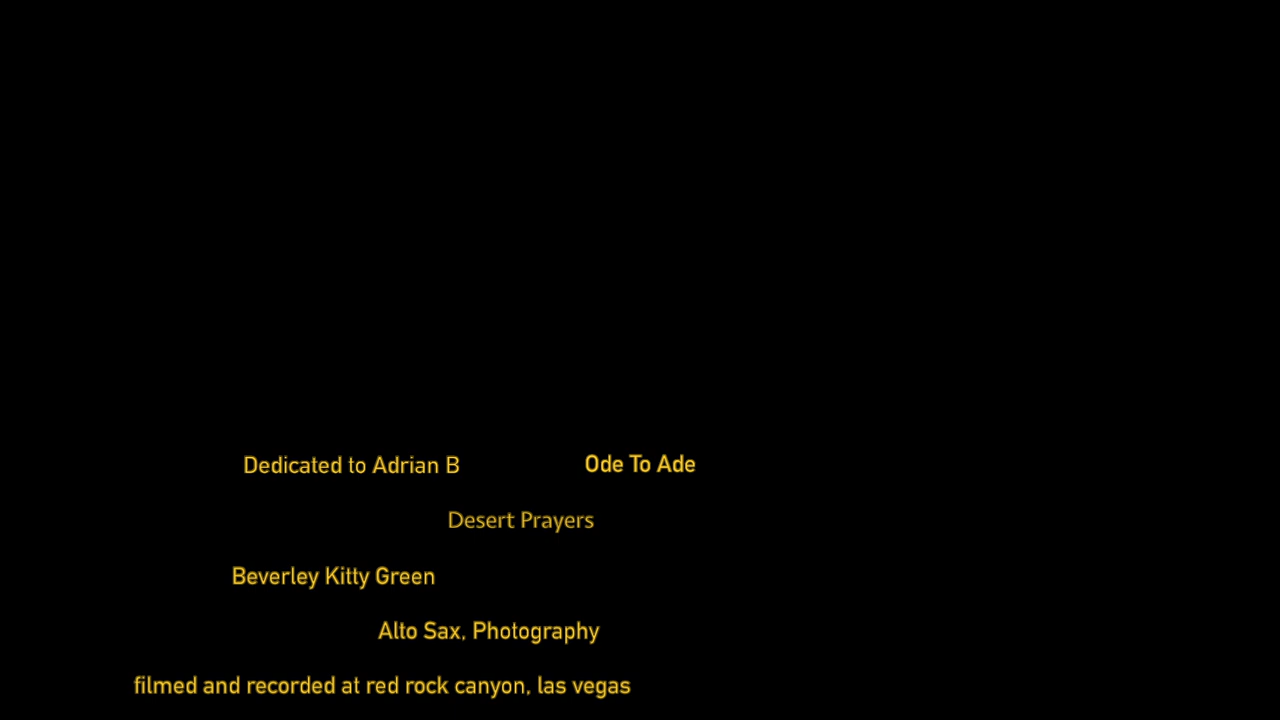 Dedicated to Adrian B Ode To Ade
Desert Prayers
Beverley Kitty Green
Alto Sax, Photography
filmed and recorded at red rock canyon, las vegas